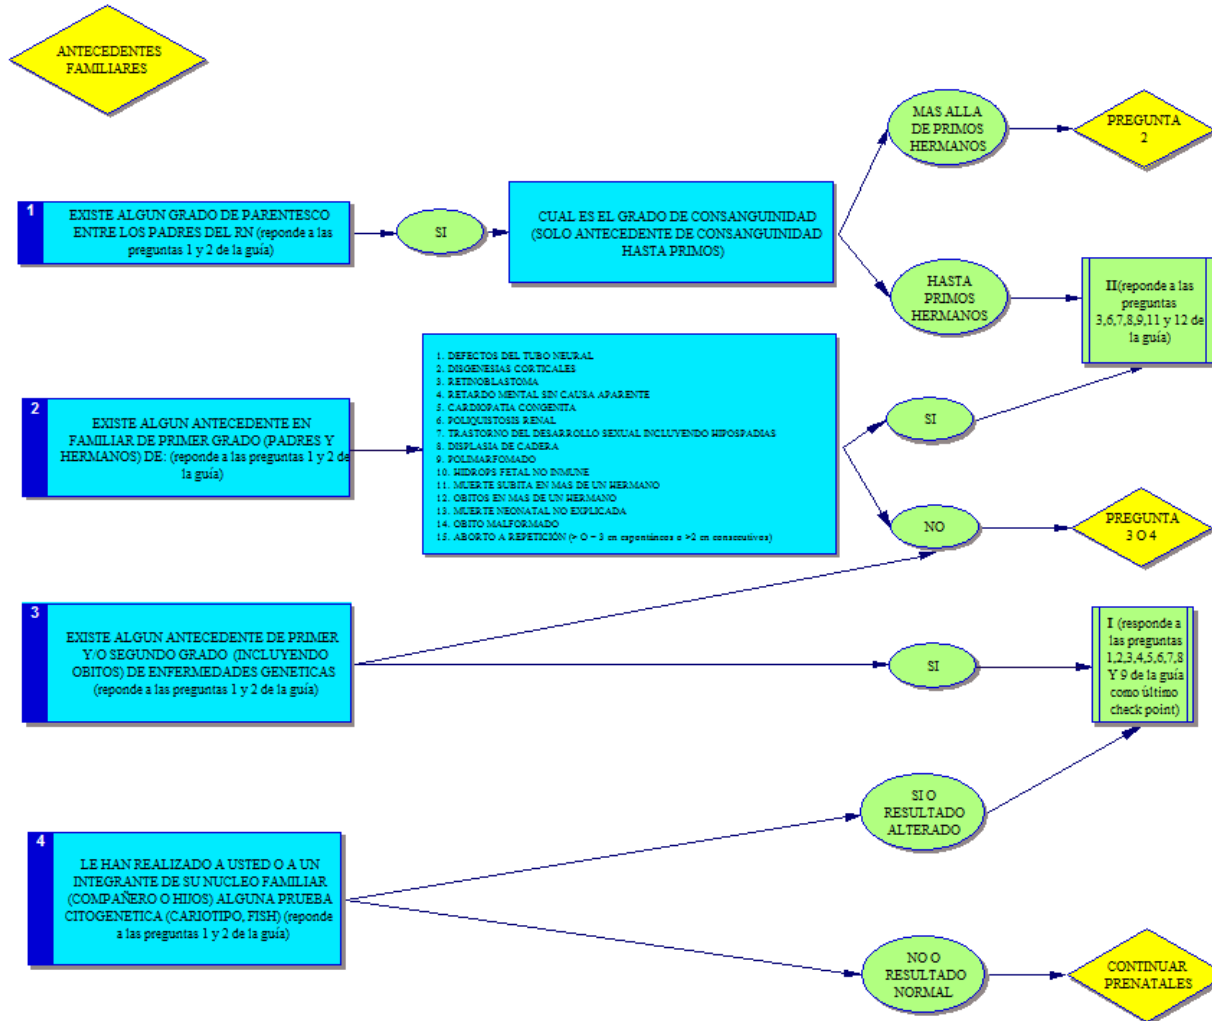 ANTECEDENTES
FAMILIARES
MAS ALLA
DE PRIMOS
HERMANOS
PREGUNTA
2
1
EXISTE ALGUN GRADO DE PARENTESCO
ENTRE LOS PADRES DEL RN (reponde a las
preguntas 1 y 2 de la guía)
SI
CUAL ES EL GRADO DE CONSANGUINIDAD
(SOLO ANTECEDENTE DE CONSANGUINIDAD
HASTA PRIMOS)
HASTA
PRIMOS
HERMANOS
II(reponde a las
preguntas
3,6,7,8,9,11 y 12 de
la guía)
2
EXISTE ALGUN ANTECEDENTE EN
FAMILIAR DE PRIMER GRADO (PADRES Y
HERMANOS) DE: (reponde a las preguntas 1 y 2 de
la guía)
1. DEFECTOS DEL TUBO NEURAL
2. DISGENESIAS CORTICALES
3. RETINOBLASTOMA
4. RETARDO MENTAL SIN CAUSA APARENTE
5. CARDIOPATIA CONGENITA
6. POLIQUISTOSIS RENAL
7. TRASTORNO DEL DESARROLLO SEXUAL INCLUYENDO HIPOSPADIAS
8. DISPLASIA DE CADERA
9. POLIMARFOMADO
10. HIDROPS FETAL NO INMUNE
11. MUERTE SUBITA EN MAS DE UN HERMANO
12. OBITOS EN MAS DE UN HERMANO
13. MUERTE NEONATAL NO EXPLICADA
14. OBITO MALFORMADO
15. ABORTO A REPETICIÓN (> O = 3 en espontáneos o >2 en consecutivos)
SI
NO
PREGUNTA
3 O 4
3
EXISTE ALGUN ANTECEDENTE DE PRIMER
Y/O SEGUNDO GRADO (INCLUYENDO
OBITOS) DE ENFERMEDADES GENETICAS
(reponde a las preguntas 1 y 2 de la guía)
SI
I (responde a
las preguntas
1,2,3,4,5,6,7,8
Y 9 de la guía
como último
check point)
SI O
RESULTADO
ALTERADO
4
LE HAN REALIZADO A USTED O A UN
INTEGRANTE DE SU NUCLEO FAMILIAR
(COMPAÑERO O HIJOS) ALGUNA PRUEBA
CITOGENETICA (CARIOTIPO, FISH) (reponde
a las preguntas 1 y 2 de la guía)
NO O
RESULTADO
NORMAL
CONTINUAR
PRENATALES